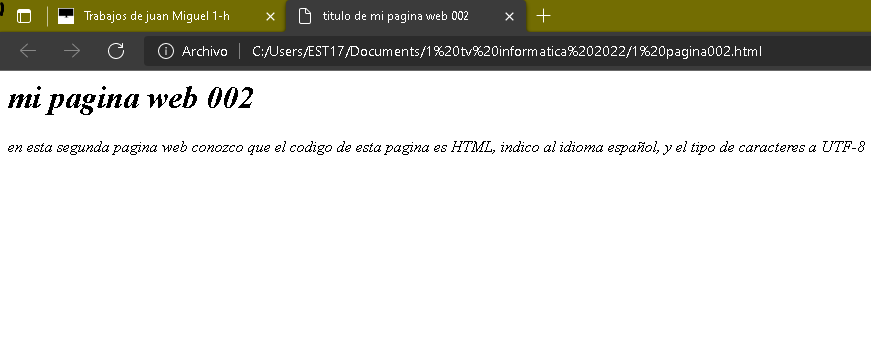 Trabajos de juan Miguel 1-h
titulo de mi pagina web 002
Archivo C:/Users/EST17/Documents/1%20tv%20informatica%202022/1%20pagina002.html
mi pagina web 002
en esta segunda pagina web conozco que el codigo de esta pagina es HTML, indico al idioma español, y el tipo de caracteres a UTF-8